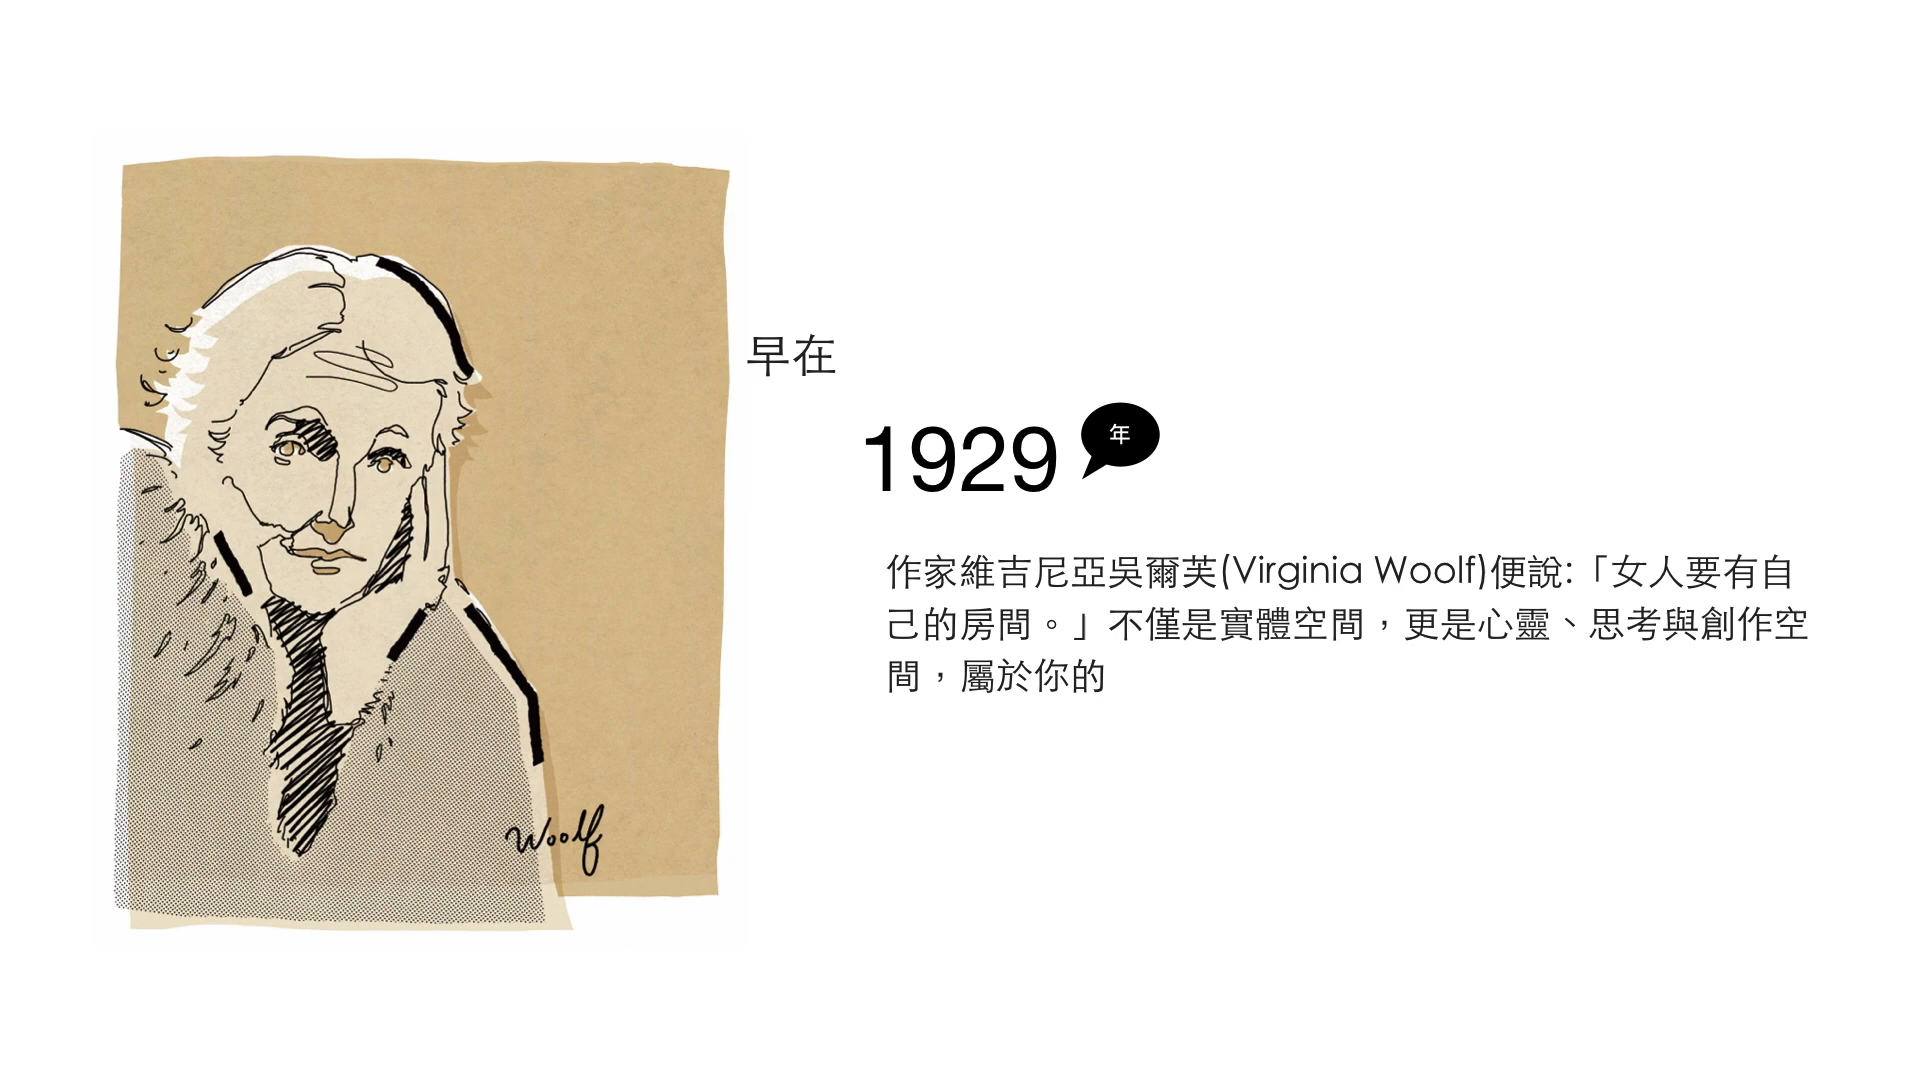 早在
1929
年
作家維吉尼亞吳爾芙(Virginia Woolf)便說:「女人要有自
己的房間。」不僅是實體空間，更是心靈、思考與創作空
間，屬於你的
Woolf